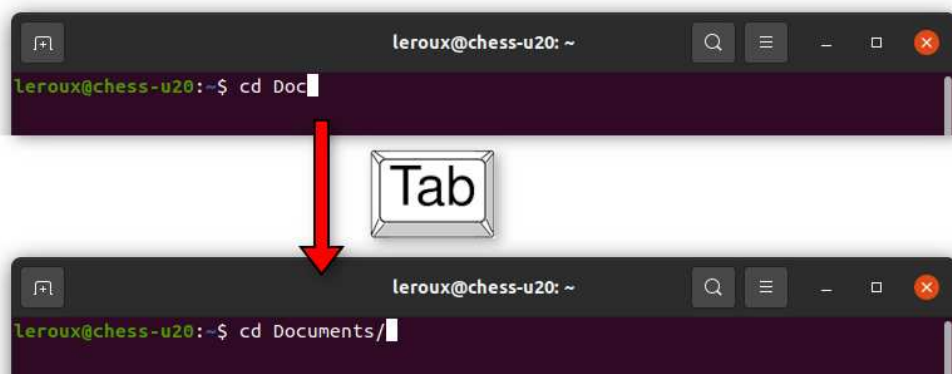 leroux@chess-u20: ~
leroux@chess-u20:~$ cd Doc
Tab
leroux@chess-u20: ~
leroux@chess-u20:~$ cd Documents/